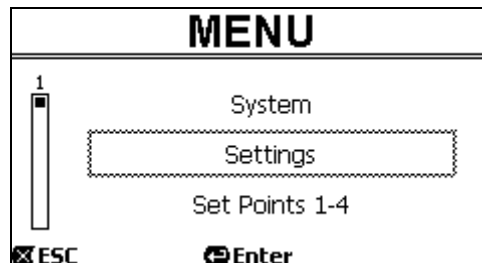 MENU
1
System
Settings
Set Points 1-4
ESC Enter